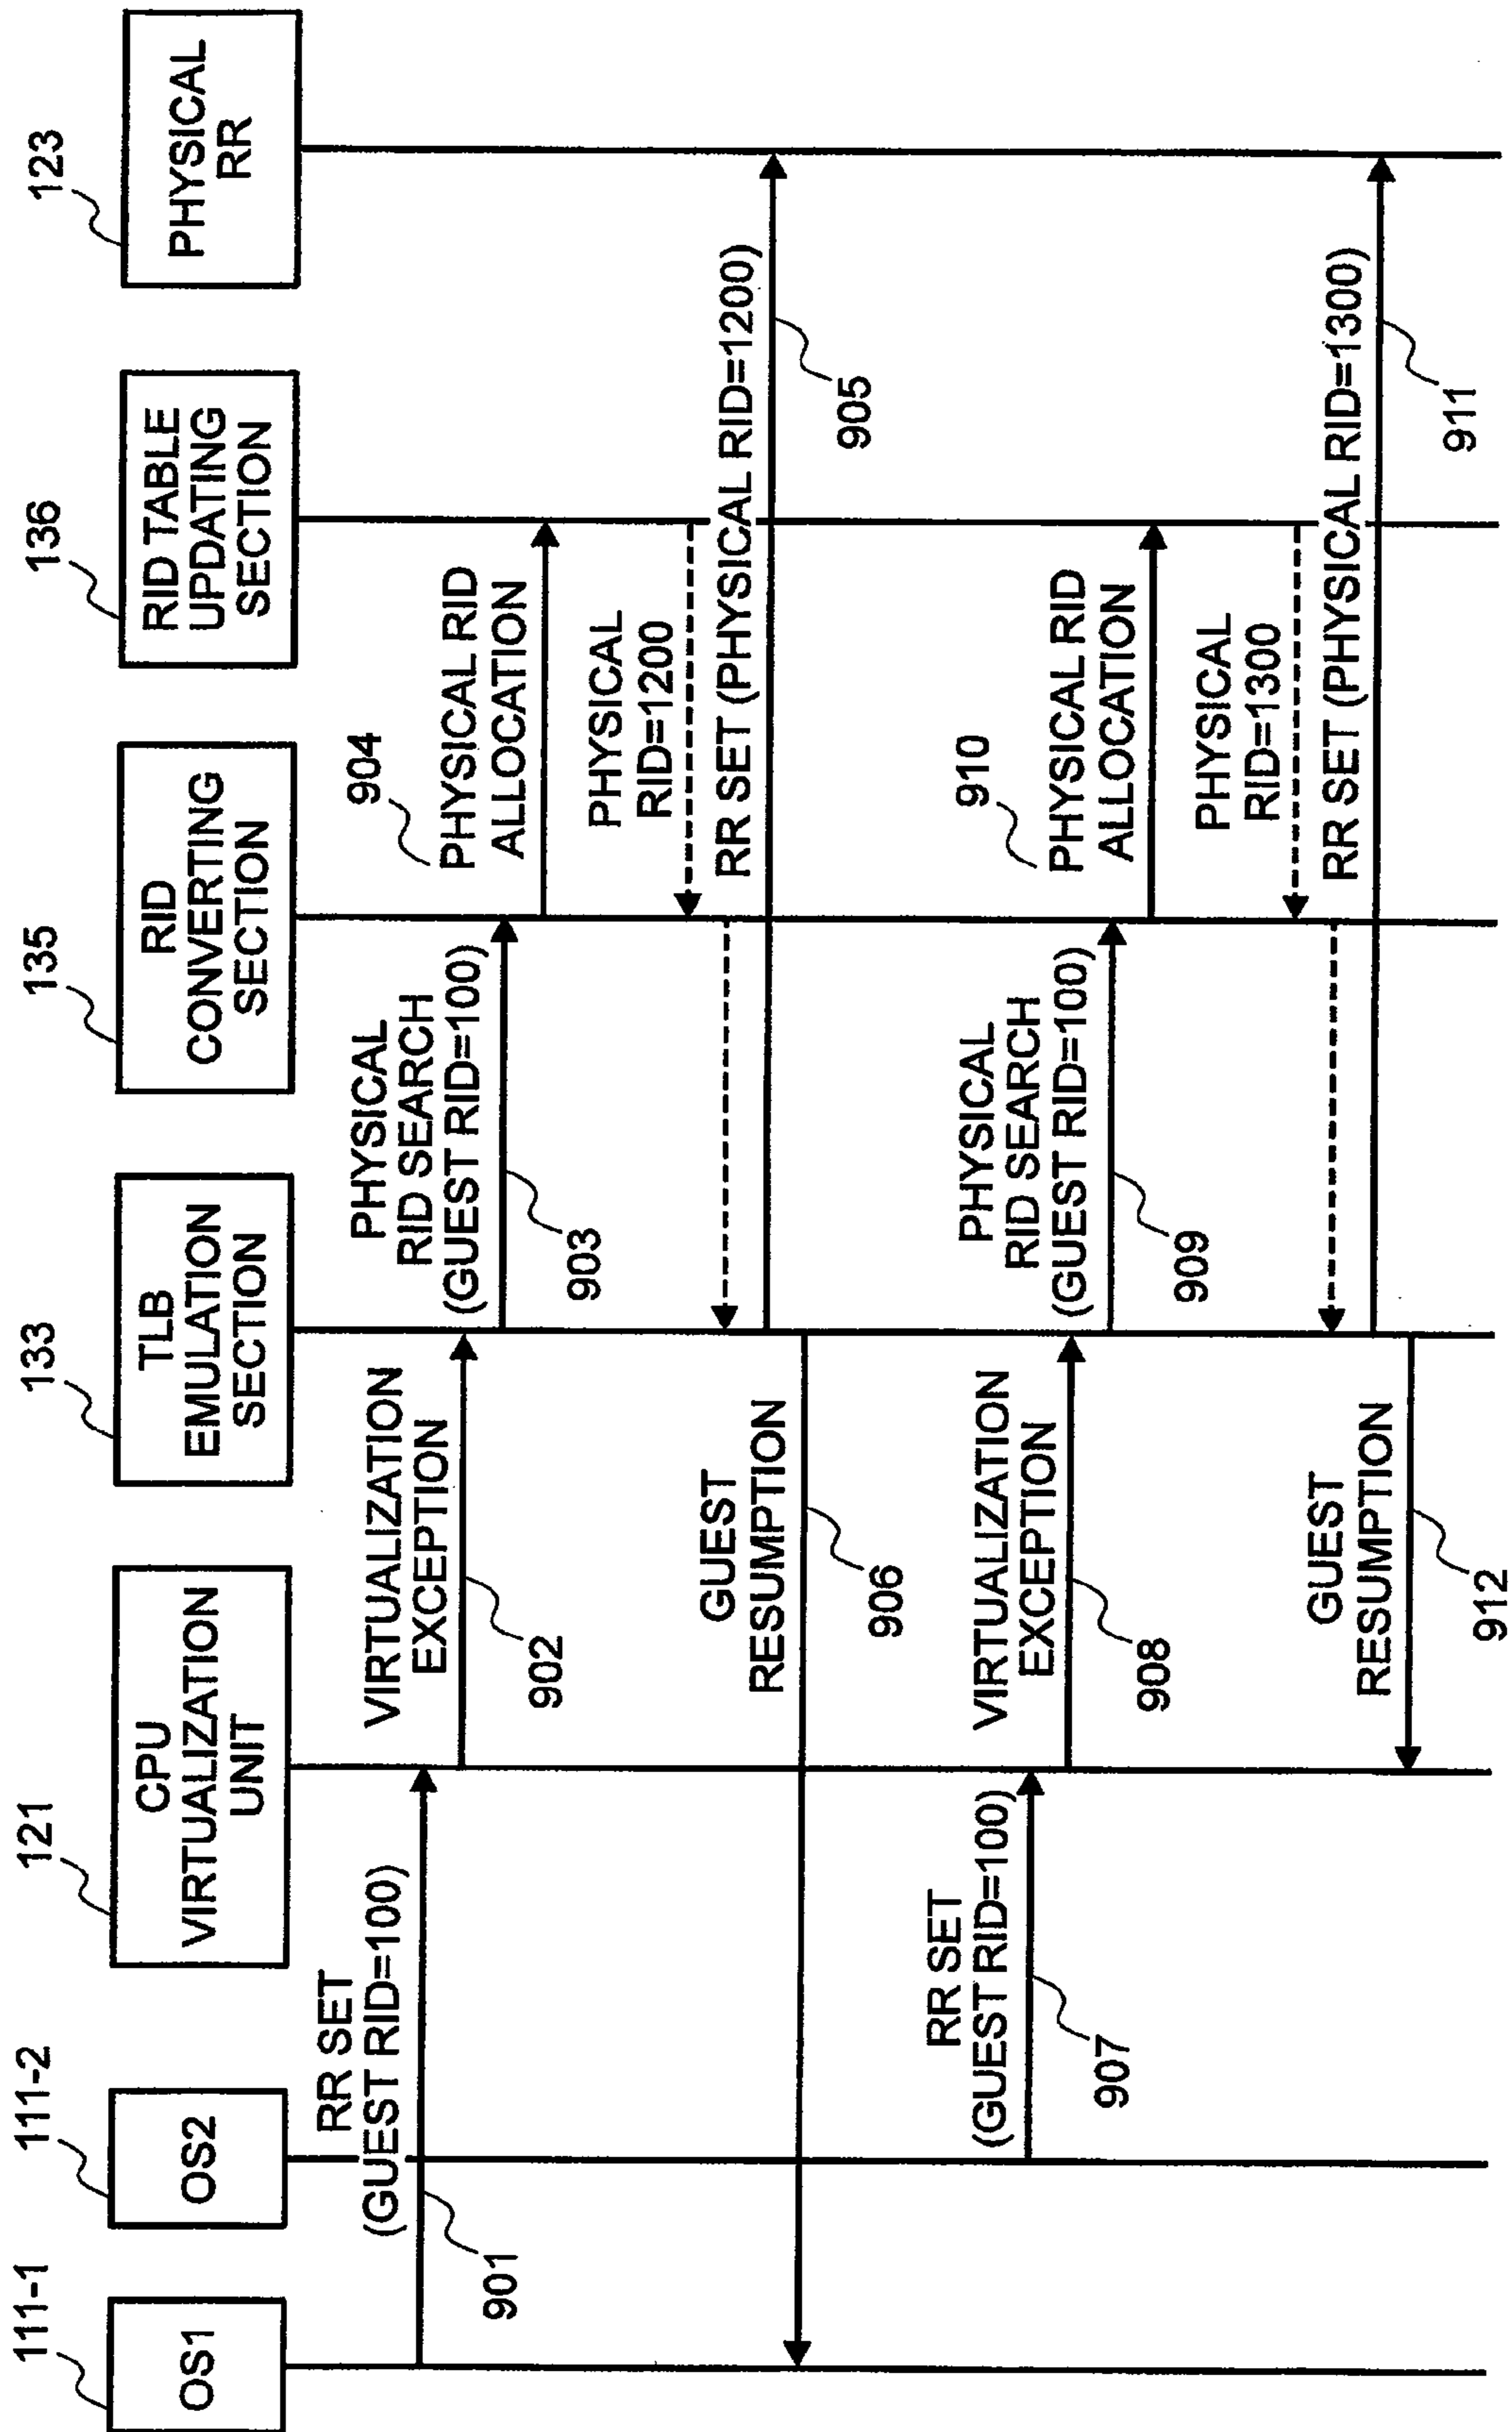 111-1
OS1
111-2
OS2
121
CPU
VIRTUALIZATION
UNIT
133
TLB
EMULATION
SECTION
135
RID
CONVERTING
SECTION
136
RID TABLE
UPDATING
SECTION
123
PHYSICAL
RR
RR SET
(GUEST RID=100)
901
VIRTUALIZATION
EXCEPTION
902
PHYSICAL
RID SEARCH
(GUEST RID=100)
903
904
PHYSICAL RID
ALLOCATION
PHYSICAL
RID=1200
RR SET (PHYSICAL RID=1200)
905
GUEST
RESUMPTION
906
RR SET
(GUEST RID=100)
907
VIRTUALIZATION
EXCEPTION
908
PHYSICAL
RID SEARCH
(GUEST RID=100)
909
910
PHYSICAL RID
ALLOCATION
PHYSICAL
RID=1300
RR SET (PHYSICAL RID=1300)
911
GUEST
RESUMPTION
912